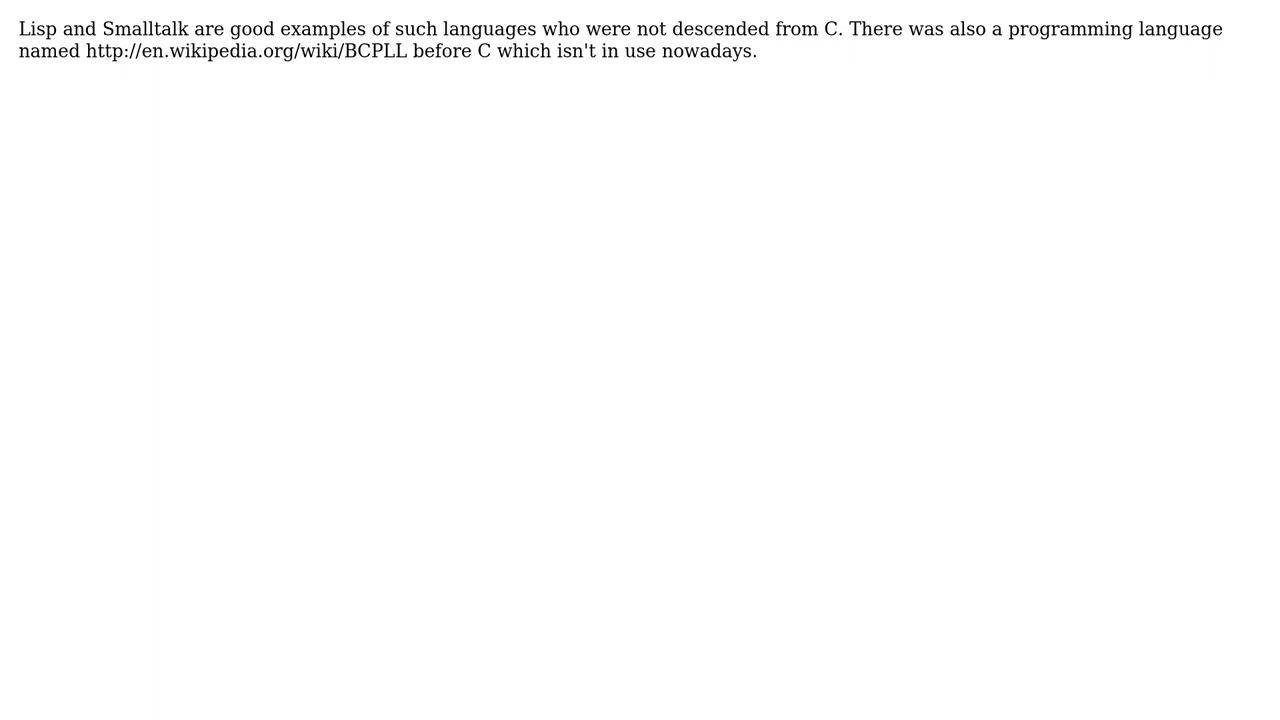 Lisp and Smalltalk are good examples of such languages who were not descended from C. There was also a programming language
named http://en.wikipedia.org/wiki/BCPLL before C which isn't in use nowadays.